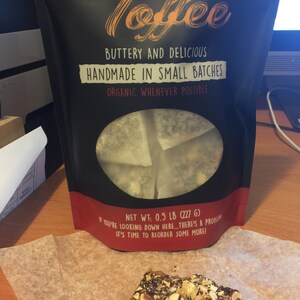 Toffee
BUTTERY AND DELICIOUS
HANDMADE IN SMALL BATCHES
ORGANIC WHENEVER POSSIBLE
NET WT. 0.5 LB (227 G)
IF YOU'RE LOOKING DOWN HERE...THERE'S A PROBLEM
IT'S TIME TO REORDER SOME MORE!